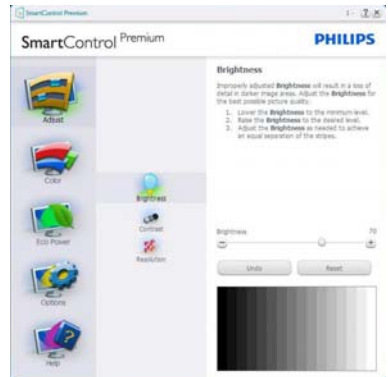 SmartControl Premium
SmartControl Premium
PHILIPS
Adjust
Color
Eco Power
Options
Help
Brightness
Contrast
Resolution
Brightness
Improperly adjusted Brightness will result in a loss of
detail in darker image areas. Adjust the Brightness for
the best possible picture quality.
1. Lower the Brightness to the minimum level.
2. Raise the Brightness to the desired level.
3. Adjust the Brightness as needed to achieve
an equal separation of the stripes.
Brightness
70
Undo
Reset